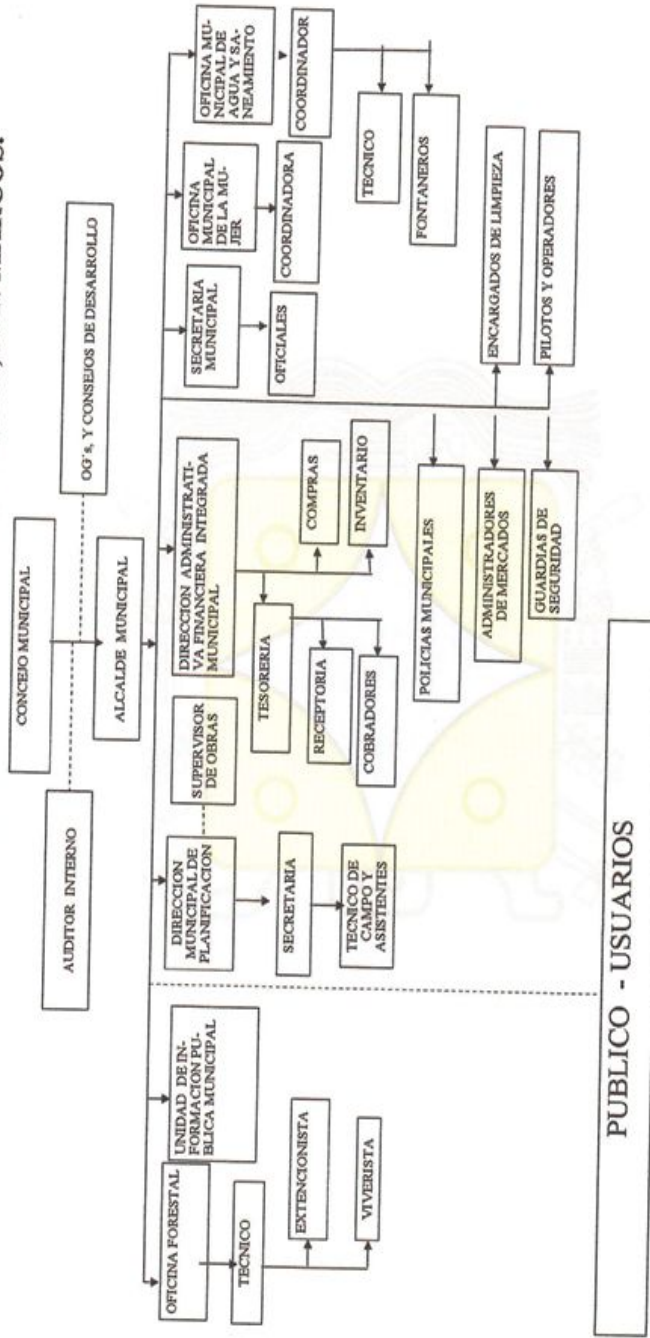 CONCEJO MUNICIPAL
AUDITOR INTERNO
OG's, Y CONSEJOS DE DESARROLLO
ALCALDE MUNICIPAL
OFICINA FORESTAL
TECNICO
EXTENCIONISTA
VIVERISTA
UNIDAD DE IN-
FORMACION PU-
BLICA MUNICIPAL
DIRECCION
MUNICIPAL DE
PLANIFICACION
SECRETARIA
TECNICO DE
CAMPO Y
ASISTENTES
SUPERVISOR
DE OBRAS
DIRECCION ADMINISTRATI-
VA FINANCIERA INTEGRADA
MUNICIPAL
TESORERIA
RECEPTORIA
COBRADORES
COMPRAS
INVENTARIO
SECRETARIA
MUNICIPAL
OFICIALES
OFICINA
MUNICIPAL
DE LA MU-
JER
COORDINADORA
OFICINA MU-
NICIPAL DE
AGUA Y SA-
NEAMIENTO
COORDINADOR
TECNICO
FONTANEROS
POLICIAS MUNICIPALES
ADMINISTRADORES
DE MERCADOS
GUARDIAS DE
SEGURIDAD
ENCARGADOS DE LIMPIEZA
PILOTOS Y OPERADORES
PUBLICO - USUARIOS